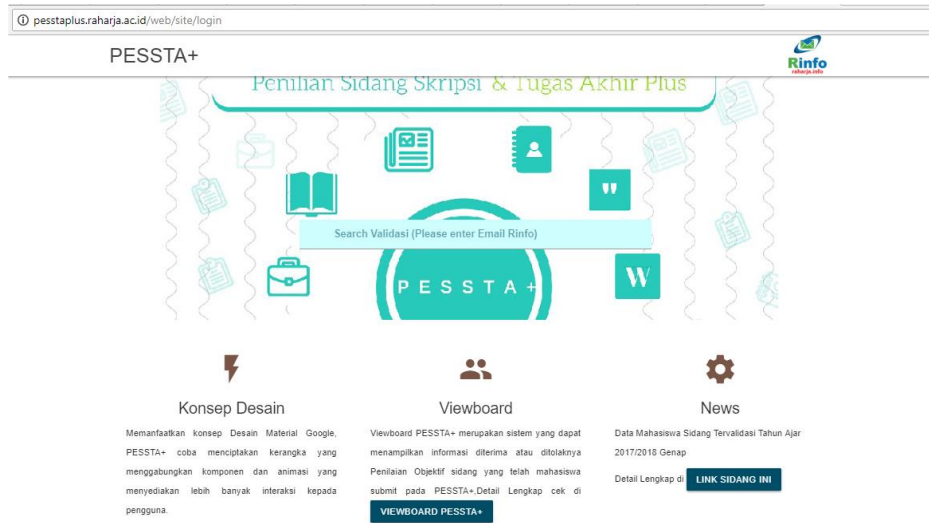 pesstaplus.raharja.ac.id/web/site/login
PESSTA+
Rinfo
raharja.info
Penilian Sidang Skripsi & Tugas Akhir Plus
Search Validasi (Please enter Email Rinfo)
W
PESSTA+
Konsep Desain
Memanfaatkan konsep Desain Material Google,
PESSTA+ coba menciptakan kerangka yang
menggabungkan komponen dan animasi yang
menyediakan lebih banyak interaksi kepada
pengguna.
Viewboard
Viewboard PESSTA+ merupakan sistem yang dapat
menampilkan informasi diterima atau ditolaknya
Penilaian Objektif sidang yang telah mahasiswa
submit pada PESSTA+,Detail Lengkap cek di
VIEWBOARD PESSTA+
News
Data Mahasiswa Sidang Tervalidasi Tahun Ajar
2017/2018 Genap
Detail Lengkap di LINK SIDANG INI